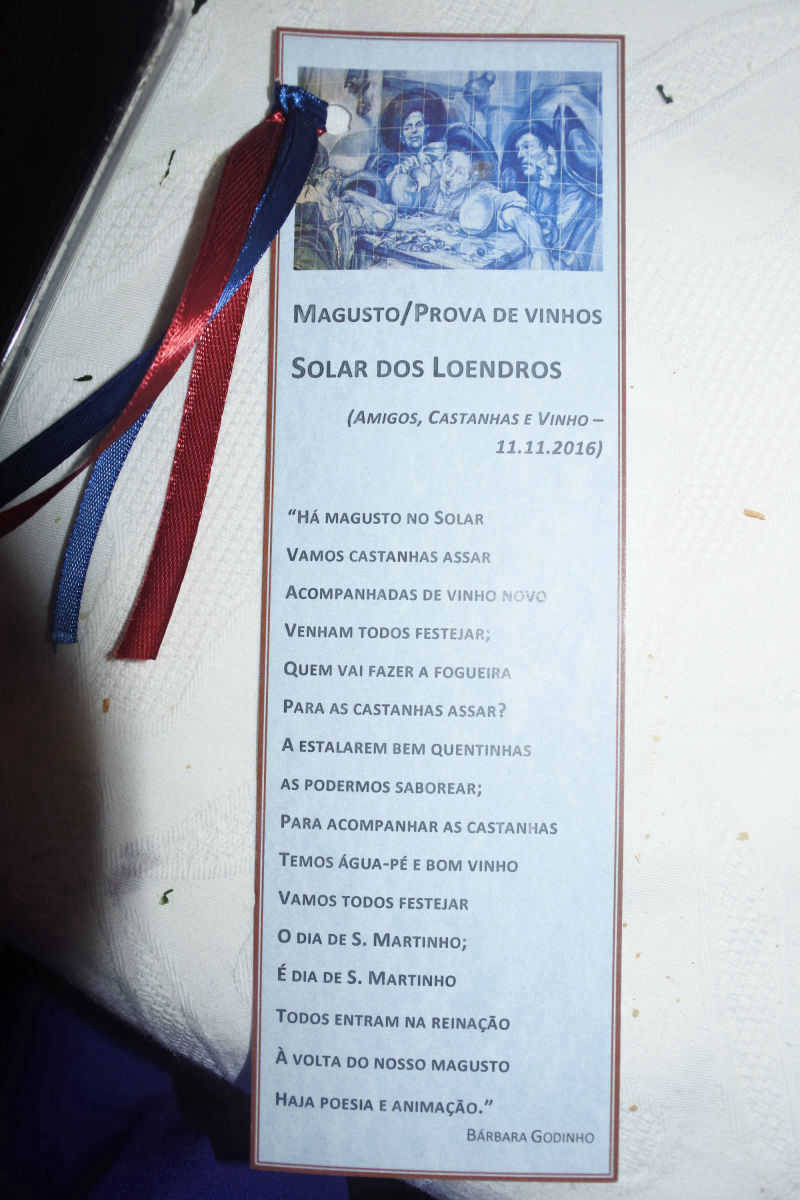 Magusto/Prova de vinhos
Solar dos Loendros
(Amigos, Castanhas e Vinho –
11.11.2016)
“Há magusto no Solar
Vamos castanhas assar
Acompanhadas de vinho novo
Venham todos festejar;
Quem vai fazer a fogueira
Para as castanhas assar?
A estalarem bem quentinhas
as podermos saborear;
Para acompanhar as castanhas
Temos água-pé e bom vinho
Vamos todos festejar
O dia de S. Martinho;
É dia de S. Martinho
Todos entram na reinação
À volta do nosso magusto
Haja poesia e animação.”
Bárbara Godinho